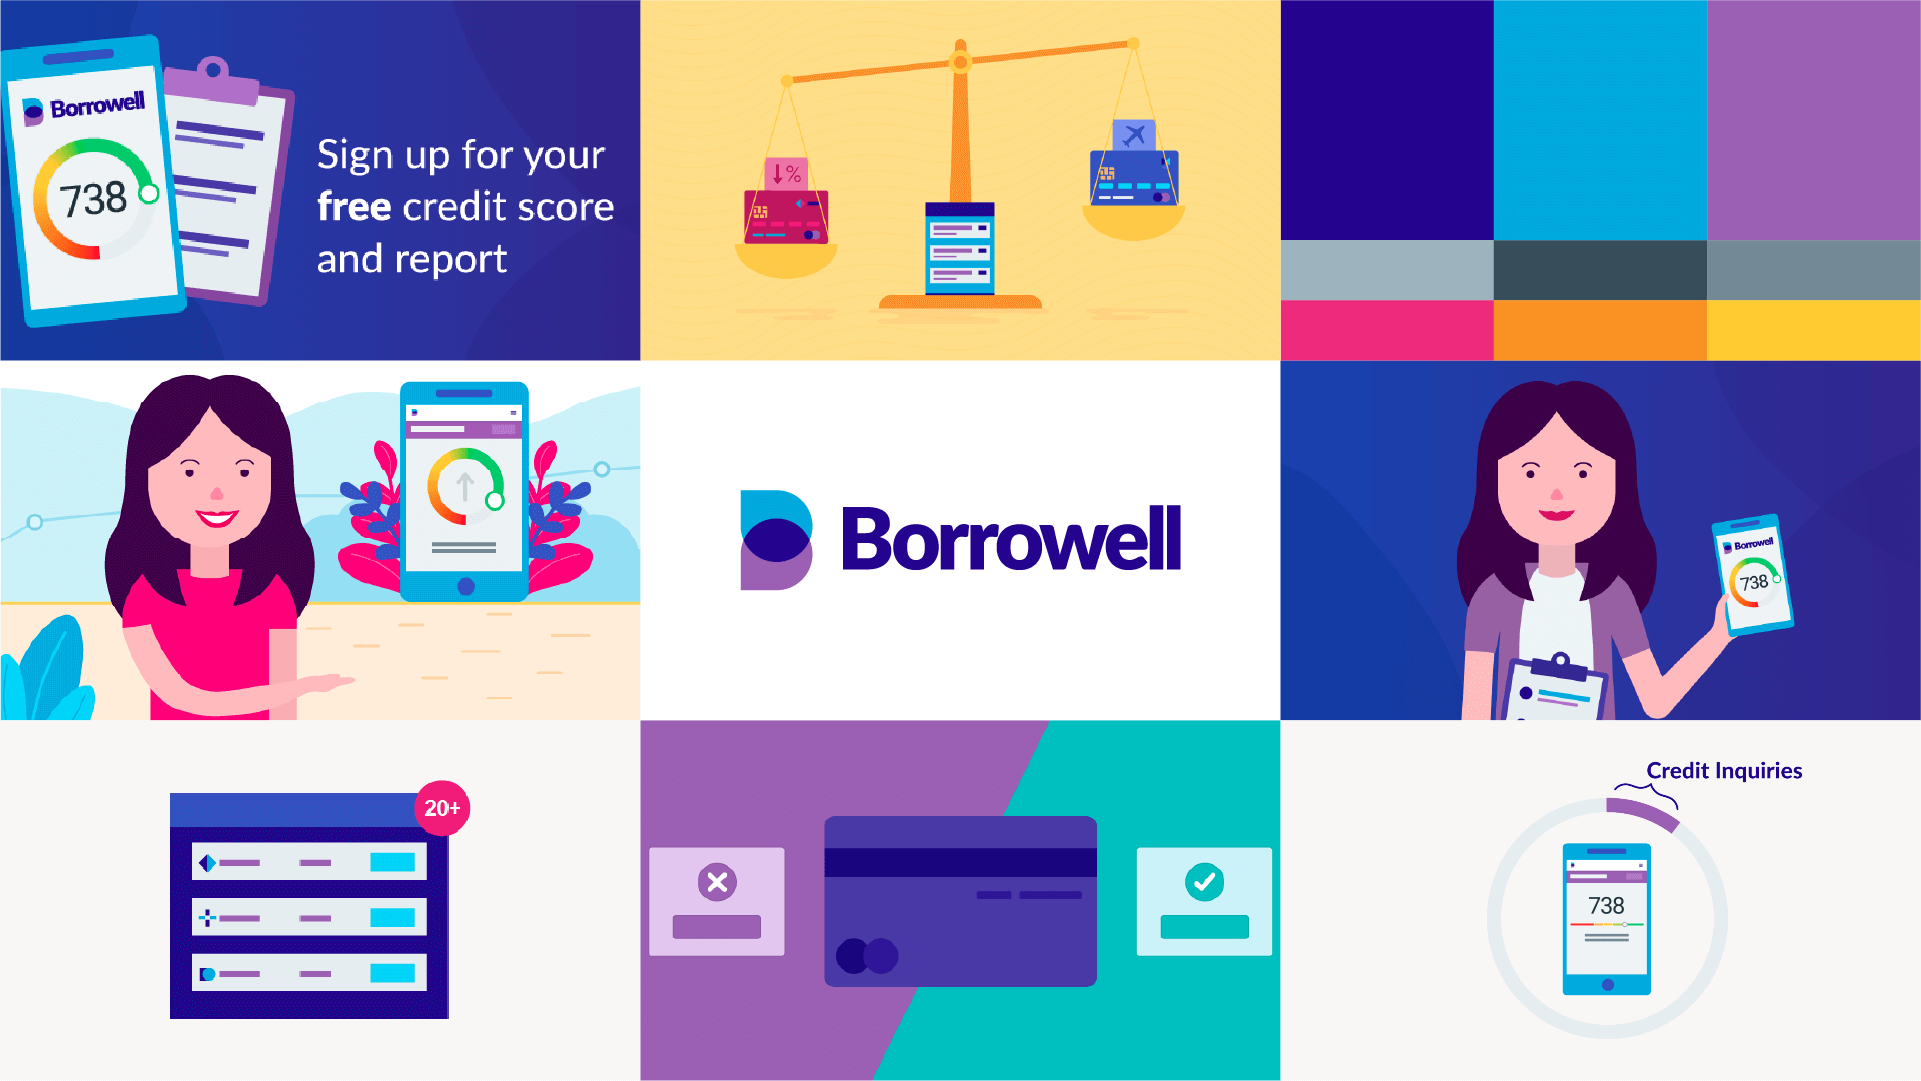 Borrowell
738
Sign up for your
free credit score
and report
%
Borrowell
Borrowell
738
20+
Credit Inquiries
738